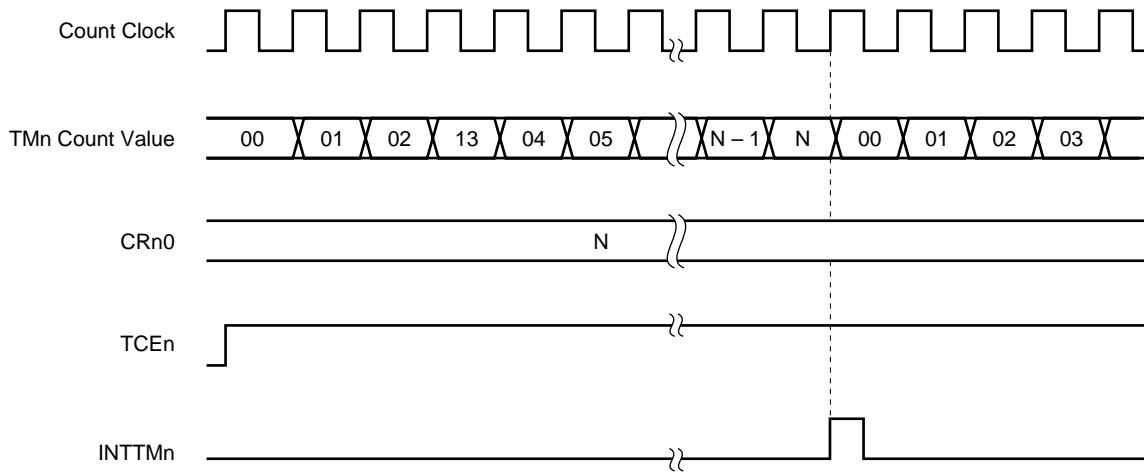 Count Clock
TMn Count Value 00 01 02 13 04 05 N – 1 N 00 01 02 03
CRn0 N
TCEn
INTTMn